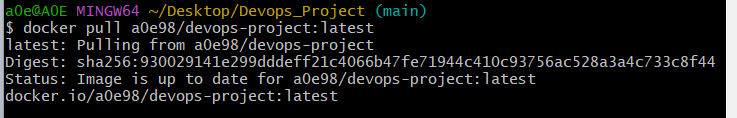 a0e@A0E MINGW64 ~/Desktop/Devops_Project (main)
$ docker pull a0e98/devops-project:latest
latest: Pulling from a0e98/devops-project
Digest: sha256:930029141e299dddeff21c4066b47fe71944c410c93756ac528a3a4c733c8f44
Status: Image is up to date for a0e98/devops-project:latest
docker.io/a0e98/devops-project:latest